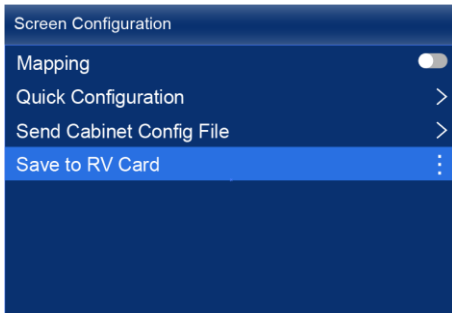 Screen Configuration
Mapping
Quick Configuration
Send Cabinet Config File
Save to RV Card